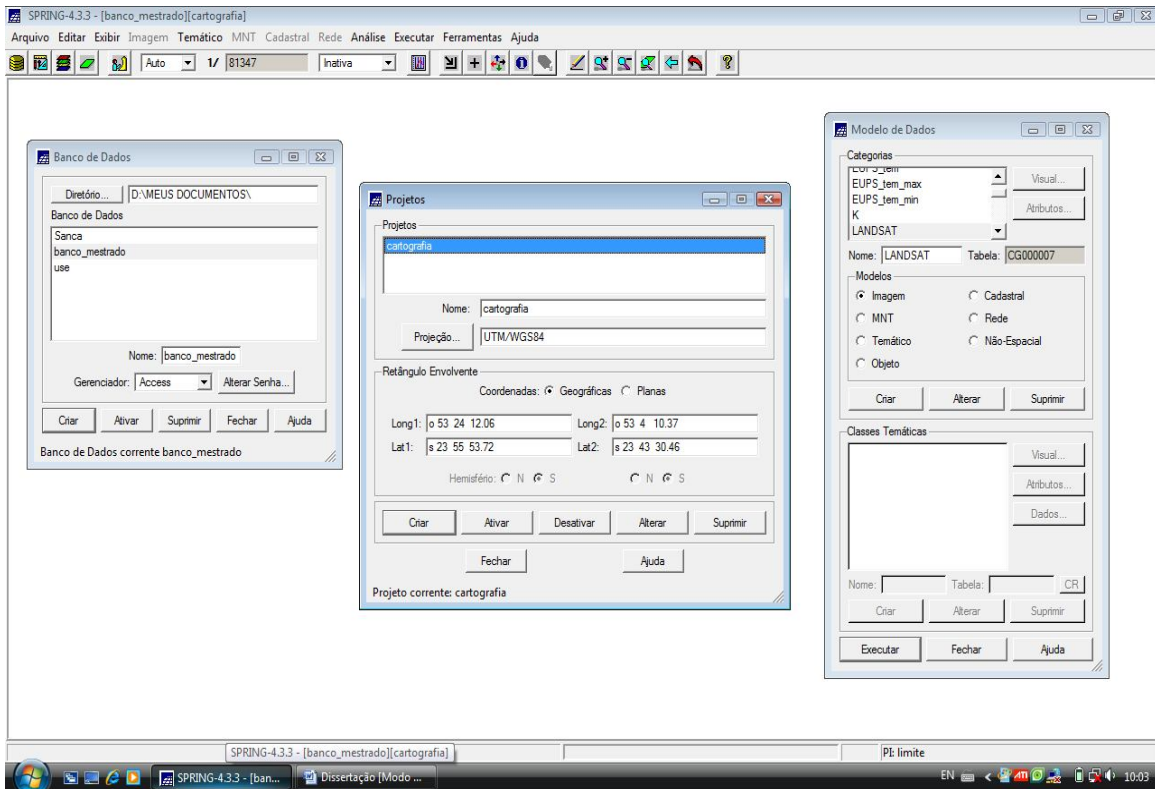 SPRING-4.3.3 - [banco_mestrado][cartografia]
Arquivo Editar Exibir Imagem Temático MNT Cadastral Rede Análise Executar Ferramentas Ajuda
Auto 1/ 81347 Inativa
Banco de Dados
Diretório... D:\MEUS DOCUMENTOS\
Banco de Dados
Sanca
banco_mestrado
use
Nome: banco_mestrado
Gerenciador: Access Alterar Senha...
Criar Ativar Suprimir Fechar Ajuda
Banco de Dados corrente banco_mestrado
Projetos
Projetos
cartografia
Nome: cartografia
Projeção... UTM/WGS84
Retângulo Envolvente
Coordenadas: Geográficas Planas
Long1: o 53 24 12.06 Long2: o 53 4 10.37
Lat1: s 23 55 53.72 Lat2: s 23 43 30.46
Hemisfério: N S N S
Criar Ativar Desativar Alterar Suprimir
Fechar Ajuda
Projeto corrente: cartografia
Modelo de Dados
Categorias
EUPS_tem
EUPS_tem_max
EUPS_tem_min
K
LANDSAT
Visual...
Atributos...
Nome: LANDSAT Tabela: CG000007
Modelos
Imagem Cadastral
MNT Rede
Temático Não-Espacial
Objeto
Criar Alterar Suprimir
Classes Temáticas
Visual...
Atributos...
Dados...
Nome: Tabela: CR
Criar Alterar Suprimir
Executar Fechar Ajuda
SPRING-4.3.3 - [banco_mestrado][cartografia]
PI: limite
SPRING-4.3.3 - [ban... Dissertação [Modo ... EN 10:03